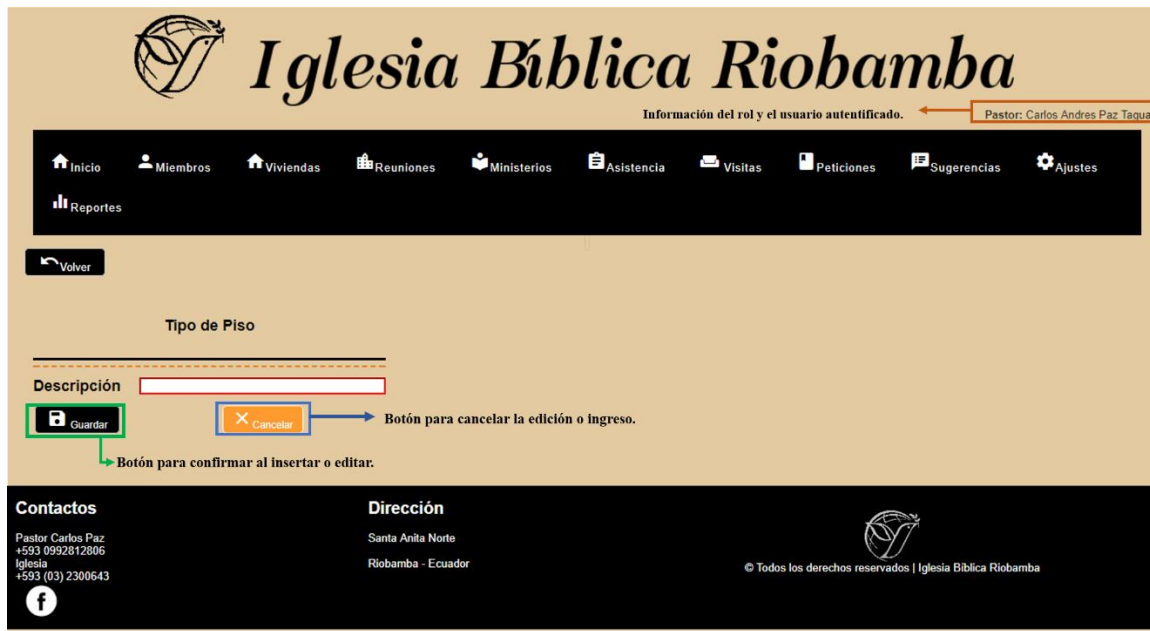 Iglesia Bíblica Riobamba
Información del rol y el usuario autentificado.
Pastor: Carlos Andres Paz Tagua
Inicio Miembros Viviendas Reuniones Ministerios Asistencia Visitas Peticiones Sugerencias Ajustes
Reportes
Volver
Tipo de Piso
Descripción
Guardar
Cancelar
Botón para cancelar la edición o ingreso.
Botón para confirmar al insertar o editar.
Contactos
Pastor Carlos Paz
+593 0992812806
Iglesia
+593 (03) 2300643
Dirección
Santa Anita Norte
Riobamba - Ecuador
© Todos los derechos reservados | Iglesia Bíblica Riobamba